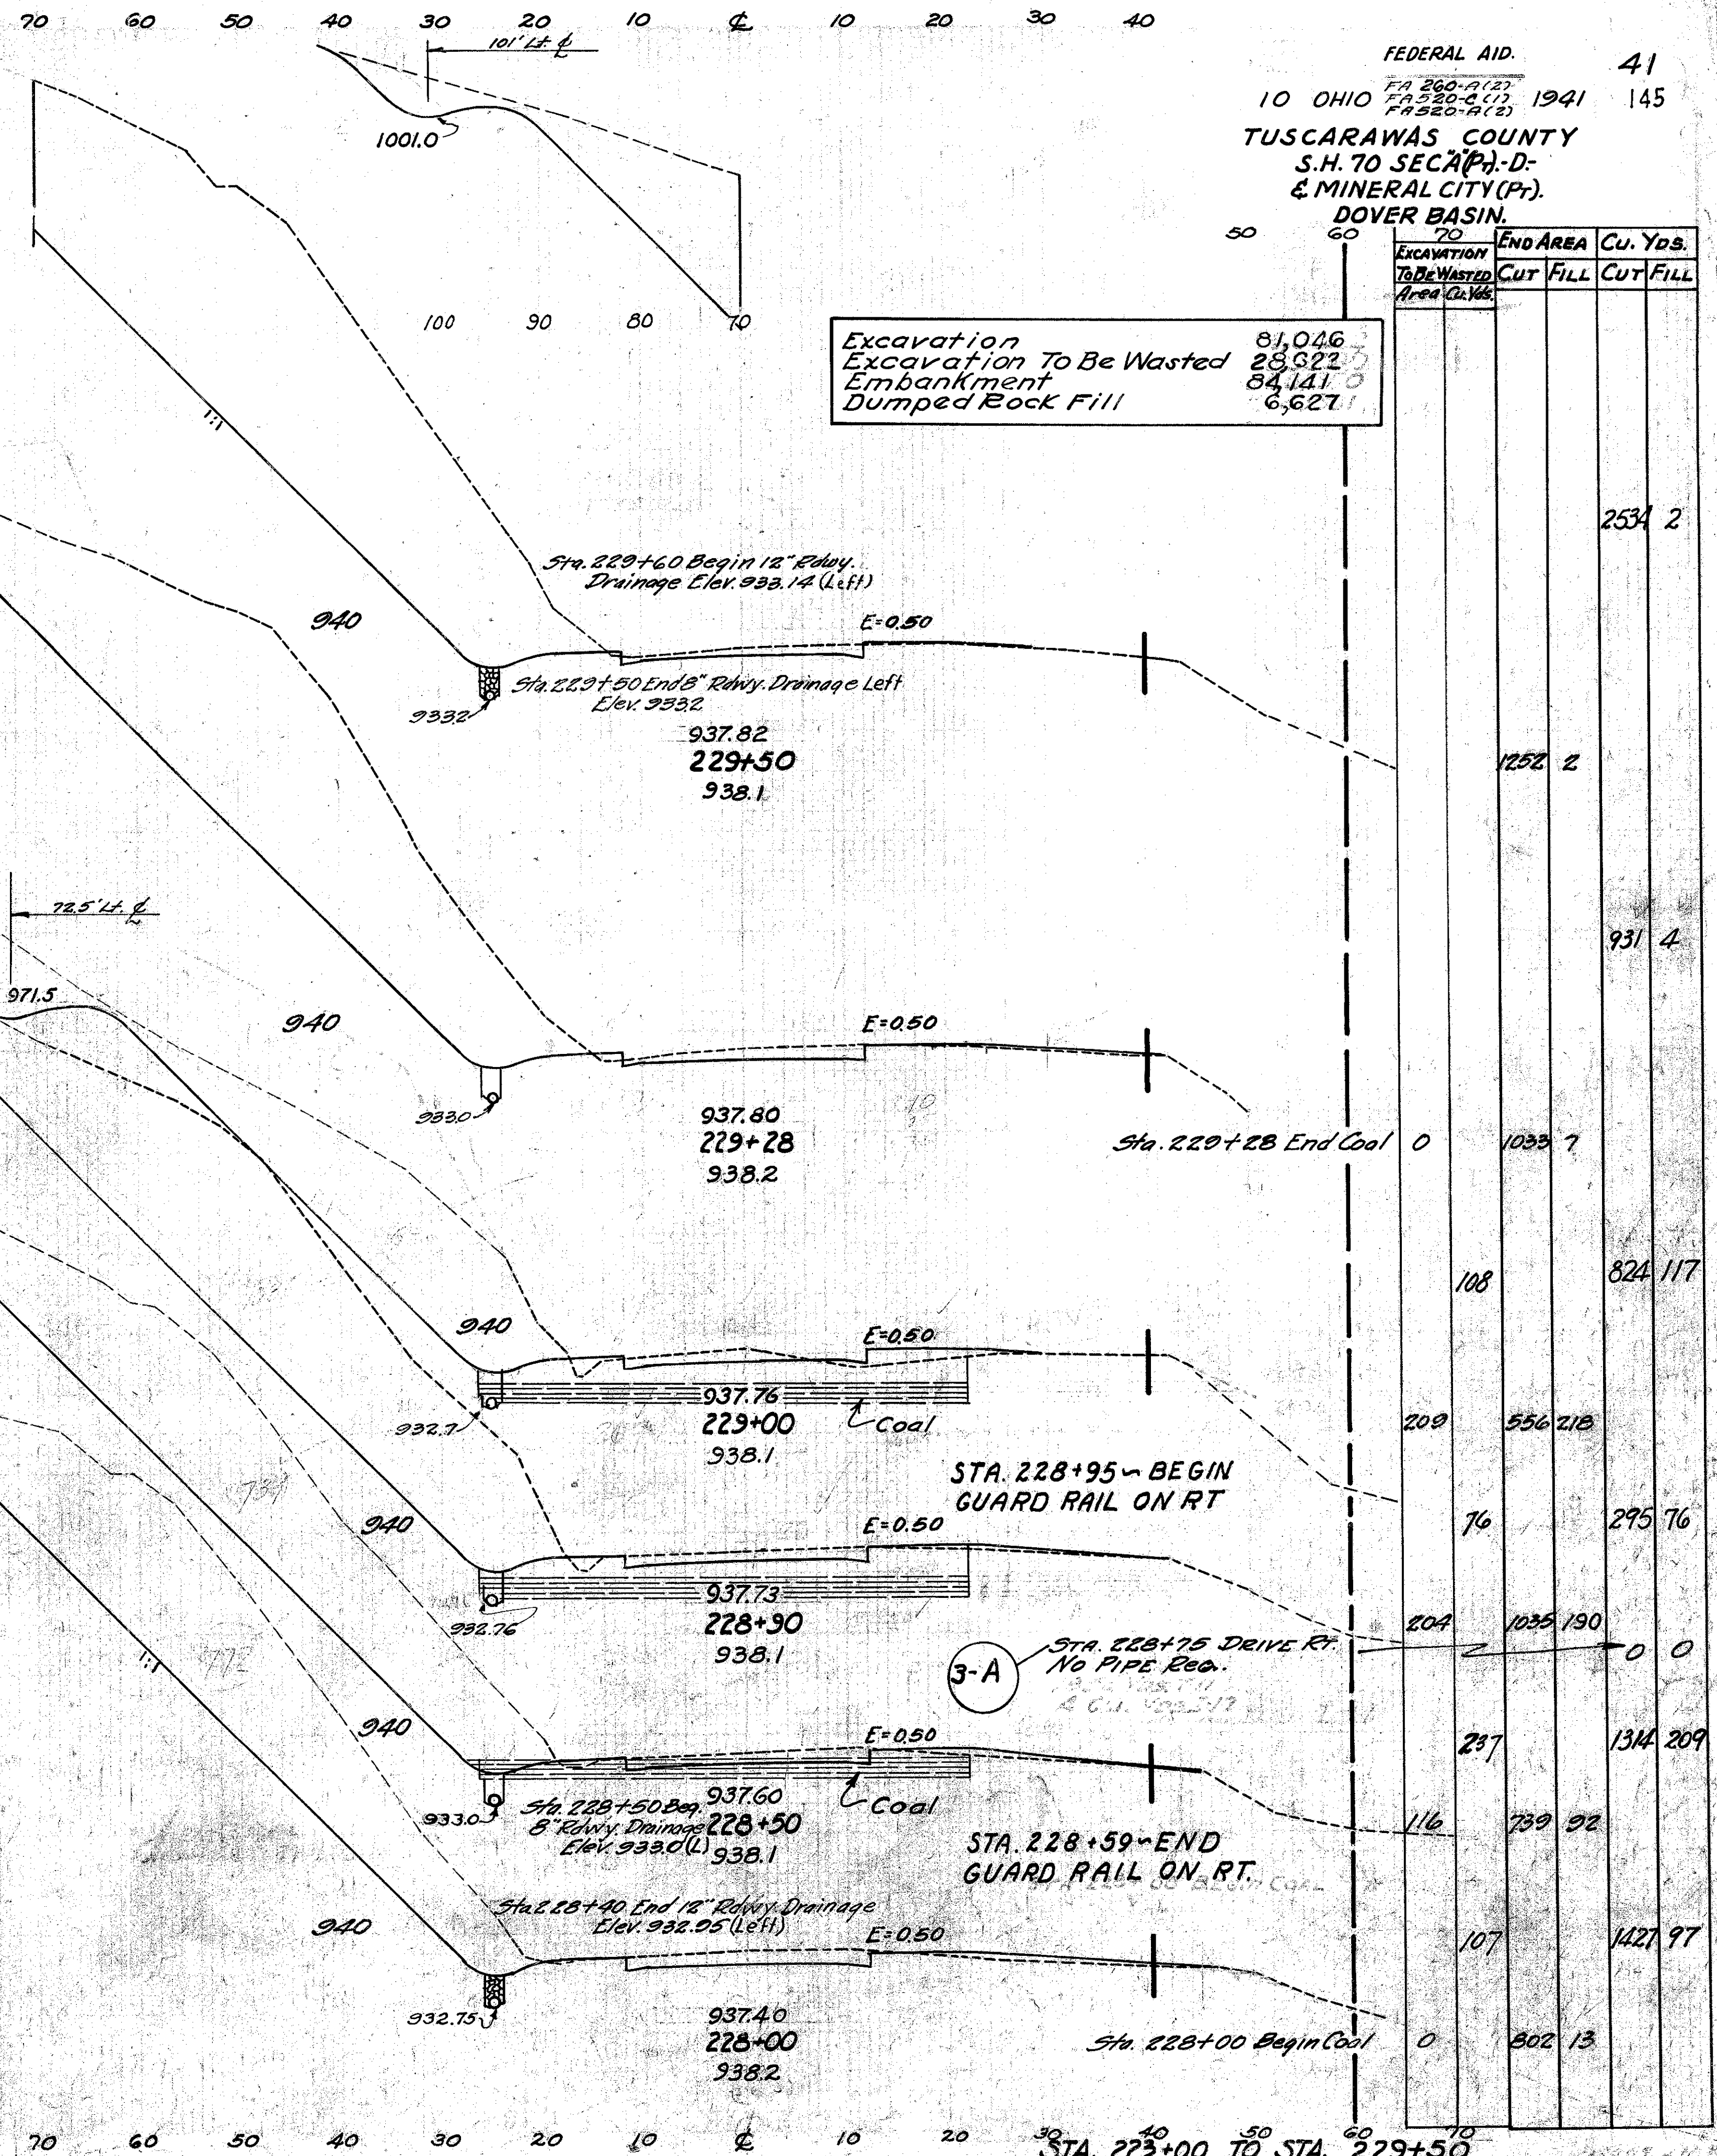 70 60 50 40 30 20 10 ℄ 10 20 30 40
101' Lt. ℄
FEDERAL AID. 41
FA 260-A(2)
10 OHIO FA 520-C(1) 1941 145
FA 520-A(2)
1001.0
TUSCARAWAS COUNTY
S.H. 70 SEC "A"(PT).-D-
& MINERAL CITY (PT).
DOVER BASIN.
50 60 70
EXCAVATION TO BE WASTED END AREA CU. YDS.
Area Cu. Yds. CUT FILL CUT FILL
100 90 80 70
Excavation 81,046
Excavation To Be Wasted
Embankment 84,141
Dumped Rock Fill 6,627
1:1
2534 2
Sta. 229+60 Begin 12" Rdwy.
Drainage Elev. 933.14 (Left)
940
E=0.50
Sta. 229+50 End 8" Rdwy. Drainage Left
Elev. 933.2
933.2
937.82
229+50
938.1
1252 2
72.5' Lt. ℄
931 4
971.5
940
E=0.50
933.0
937.80
229+28
938.2
Sta. 229+28 End Coal 0 1033 7
108 824 117
940
E=0.50
937.76
932.7
229+00
Coal
938.1
209 556 218
STA. 228+95~BEGIN
GUARD RAIL ON RT
76 295 76
940
E=0.50
937.73
932.76
228+90
938.1
204 1035 190
3-A
STA. 228+75 DRIVE RT.
NO PIPE REQ.
0 0
1:1
940
E=0.50
237 1314 209
937.60
Coal
933.0
Sta. 228+50 Beg.
8" Rdwy. Drainage
Elev. 933.0 (L)
228+50
938.1
116 739 92
STA. 228+59~END
GUARD RAIL ON RT.
Sta 228+40 End 12" Rdwy. Drainage
Elev. 932.95 (Left)
940
E=0.50
107 1427 97
932.75
937.40
228+00
938.2
Sta. 228+00 Begin Coal 0 802 13
70 60 50 40 30 20 10 ℄ 10 20 30 40 50 60 70
STA. 223+00 TO STA. 229+50